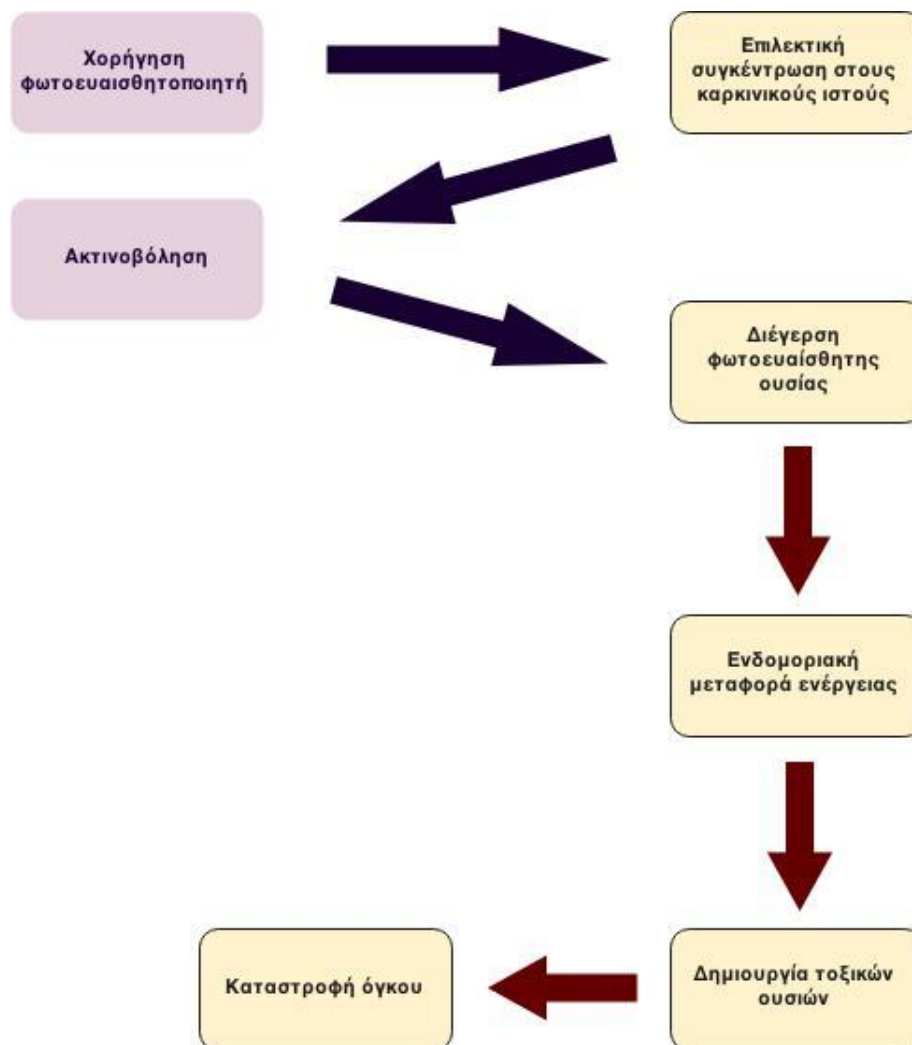 Χορήγηση
φωτοευαισθητοποιητή
Επιλεκτική
συγκέντρωση στους
καρκινικούς ιστούς
Ακτινοβόληση
Διέγερση
φωτοευαίσθητης
ουσίας
Ενδομοριακή
μεταφορά ενέργειας
Δημιουργία τοξικών
ουσιών
Καταστροφή όγκου